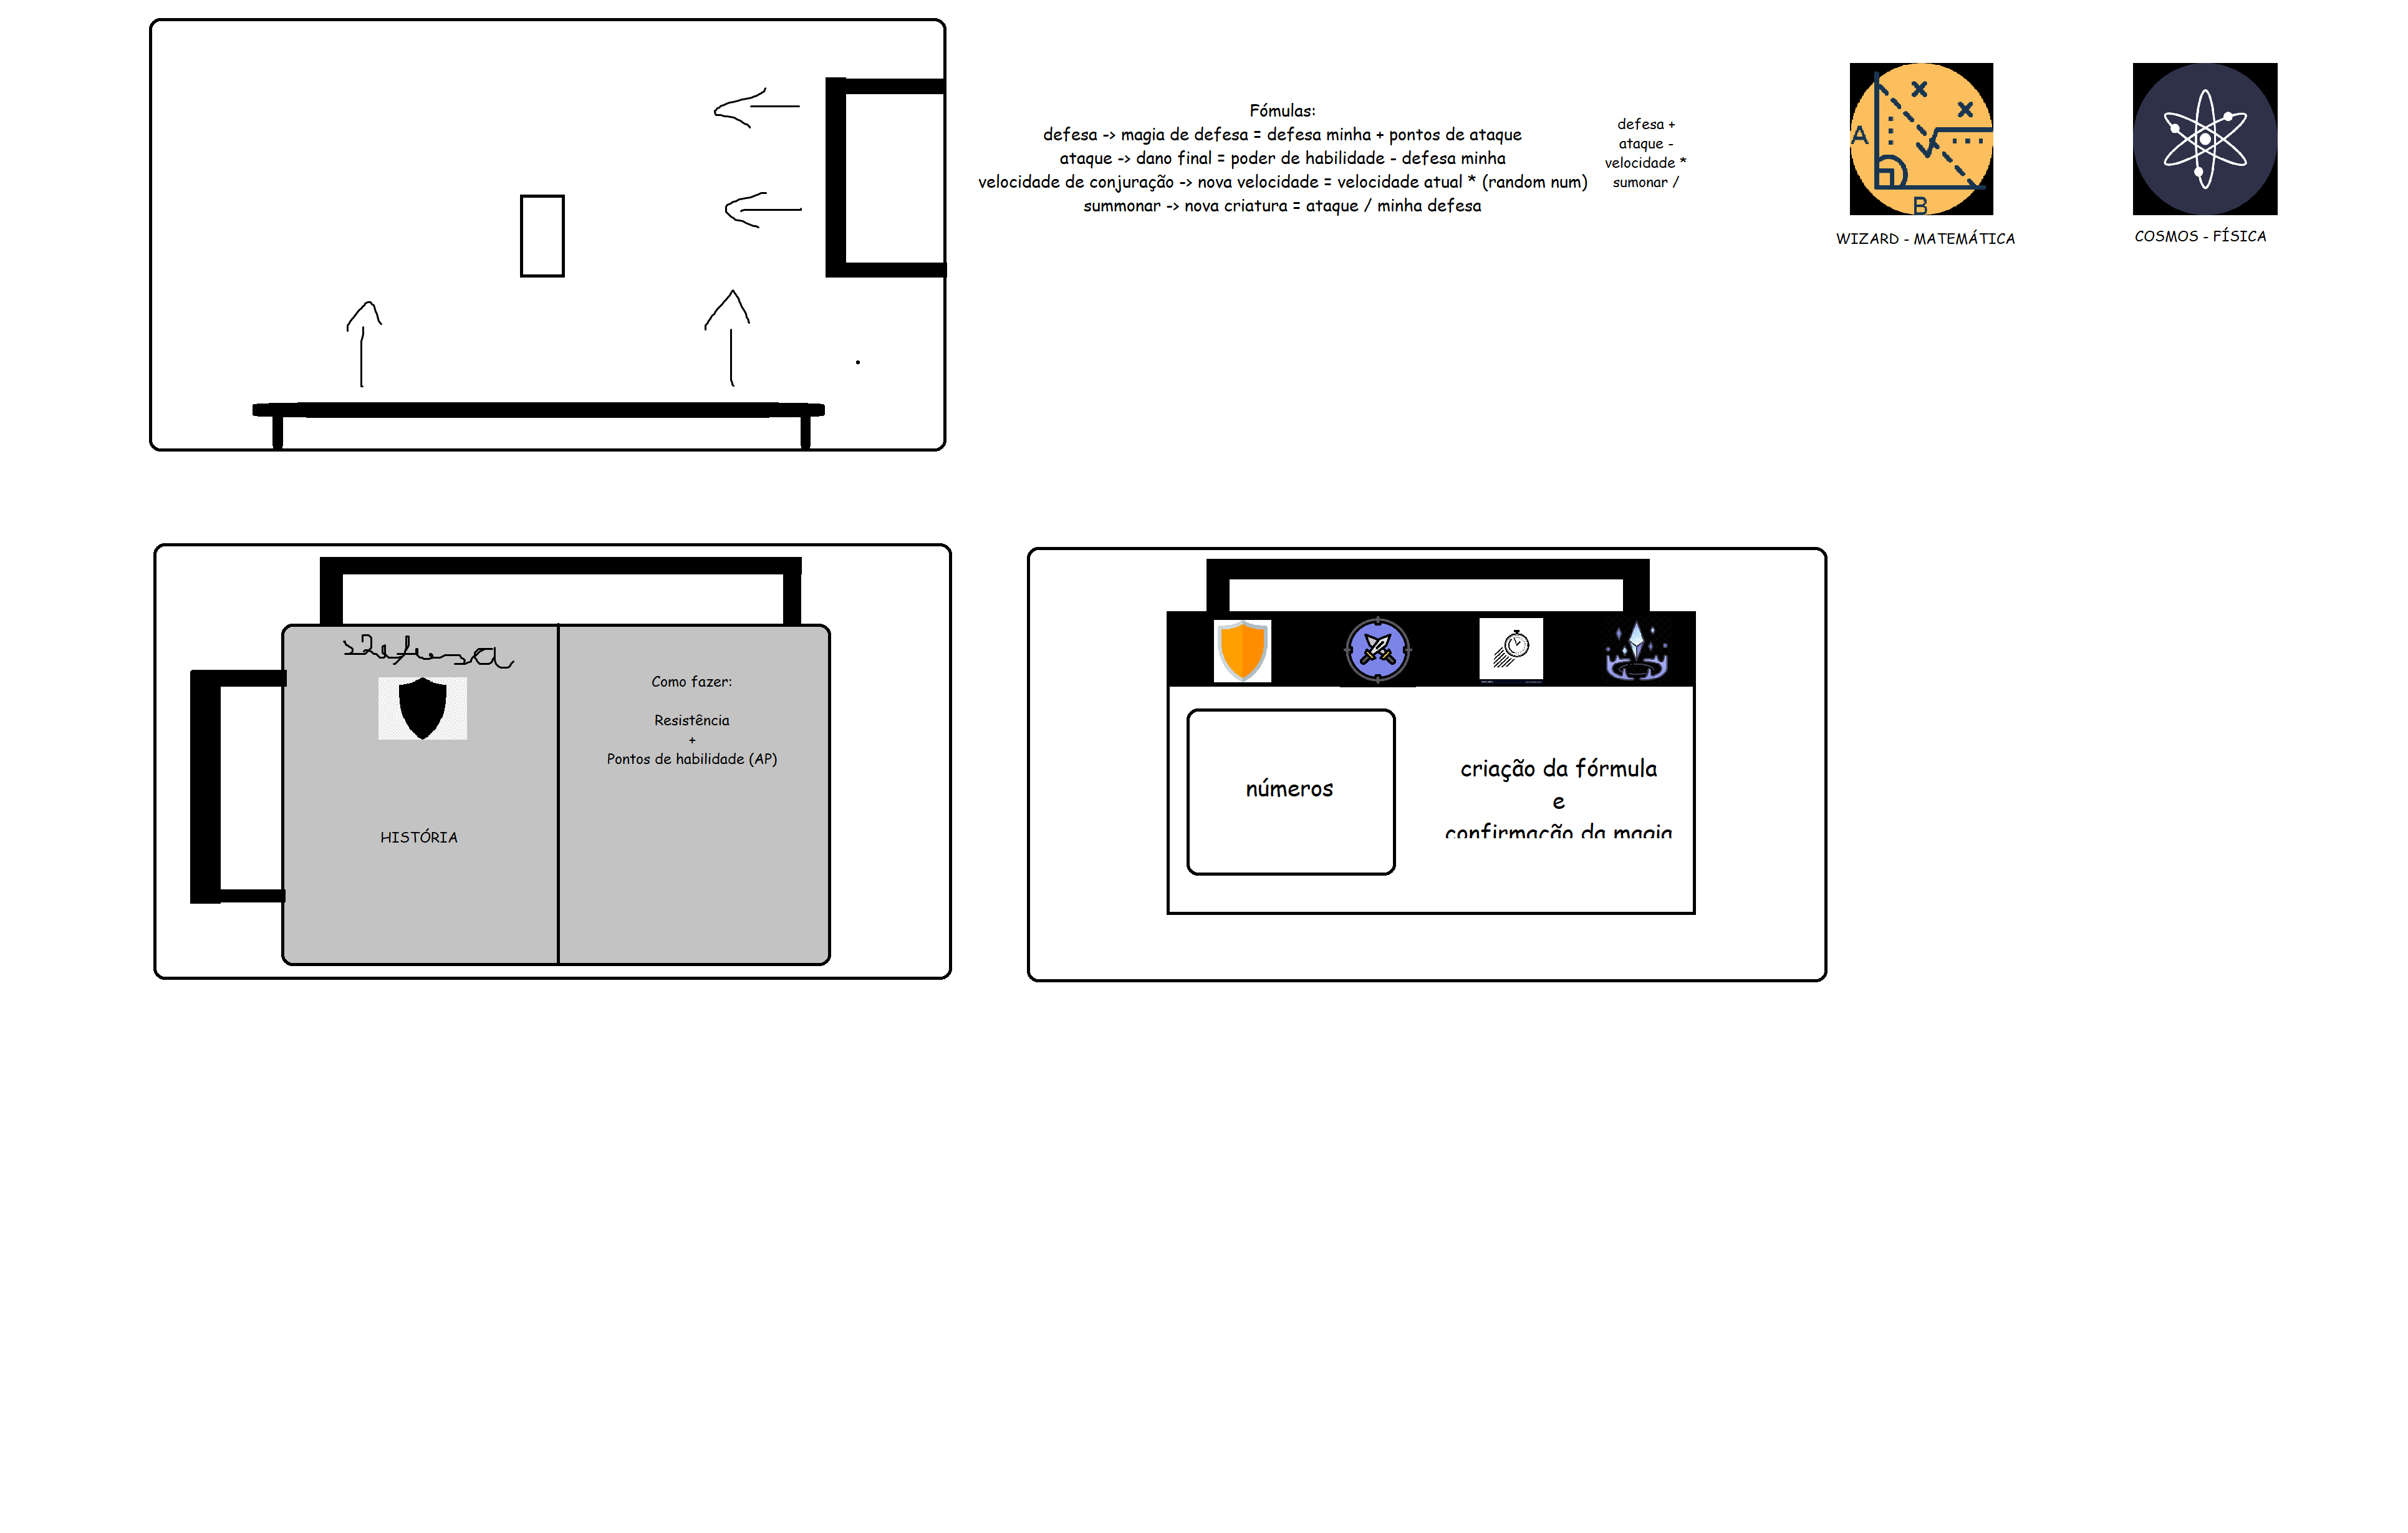 Fómulas:
defesa -> magia de defesa = defesa minha + pontos de ataque
ataque -> dano final = poder de habilidade - defesa minha
velocidade de conjuração -> nova velocidade = velocidade atual * (random num)
summonar -> nova criatura = ataque / minha defesa
defesa +
ataque -
velocidade *
sumonar /
A
B
WIZARD - MATEMÁTICA
COSMOS - FÍSICA
Defesa
HISTÓRIA
Como fazer:
Resistência
+
Pontos de habilidade (AP)
números
criação da fórmula
e
confirmação da magia